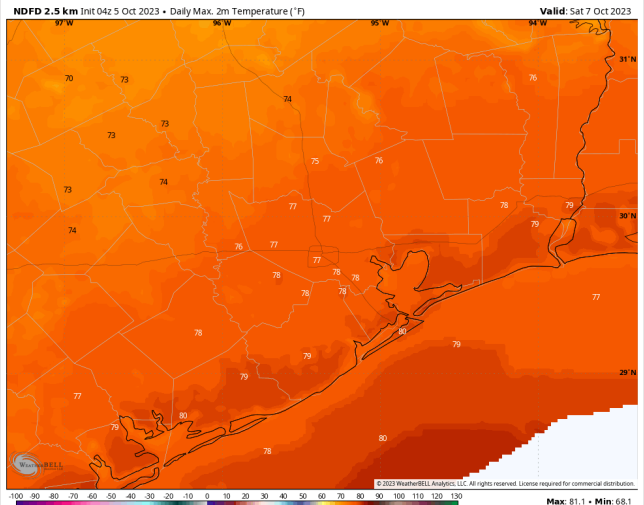 NDFD 2.5 km Init 04z 5 Oct 2023 • Daily Max. 2m Temperature (°F)
Valid: Sat 7 Oct 2023
97°W 96°W 95°W 94°W
31°N
70 73 76
74
73
73
75 76
74
73
77 78 79
77 30°N
79
74
76 77
77
78 78 78
78 78 77
80
78 79
79
29°N
79
77
80
79
80
78
WEATHERBELL
© 2023 WeatherBELL Analytics, LLC. All rights reserved. License required for commercial distribution.
-100 -90 -80 -70 -60 -50 -40 -30 -20 -10 0 10 20 30 40 50 60 70 80 90 100 110 120 130
Max: 81.1 • Min: 68.1